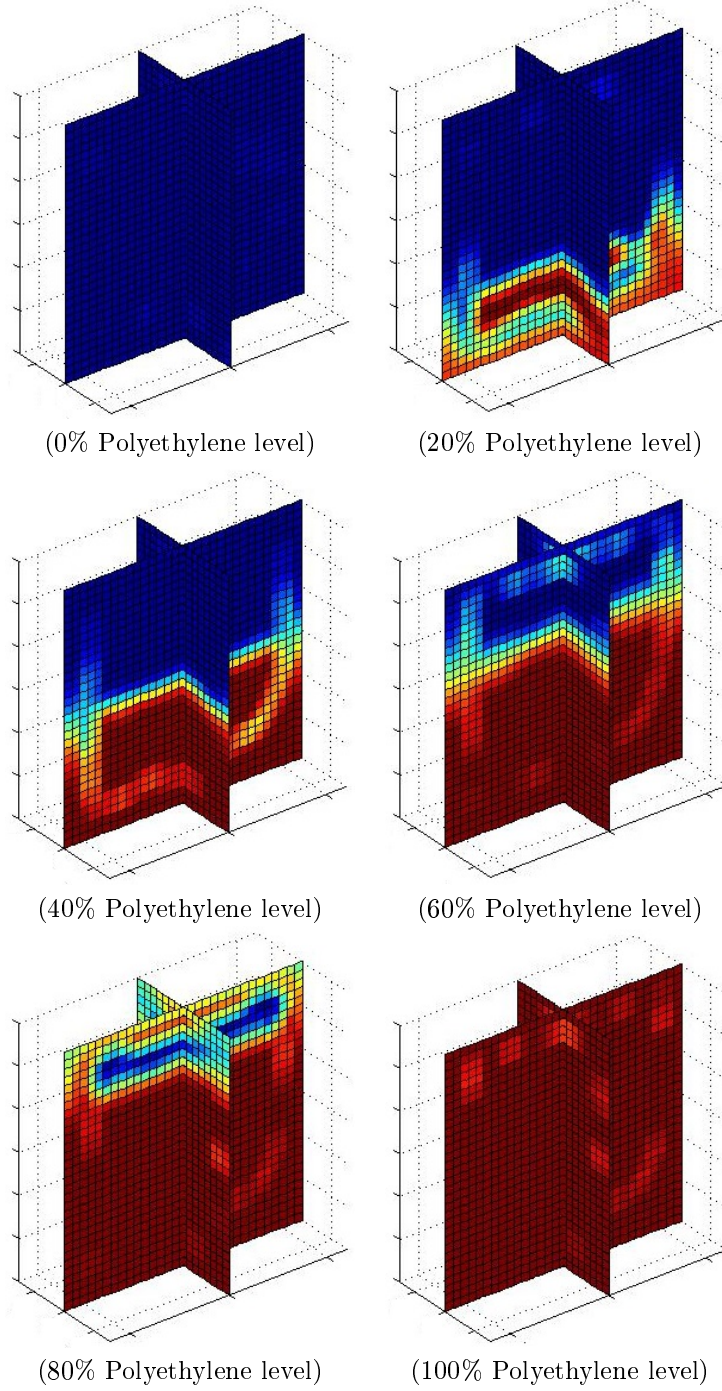 (0% Polyethylene level)
(20% Polyethylene level)
(40% Polyethylene level)
(60% Polyethylene level)
(80% Polyethylene level)
(100% Polyethylene level)